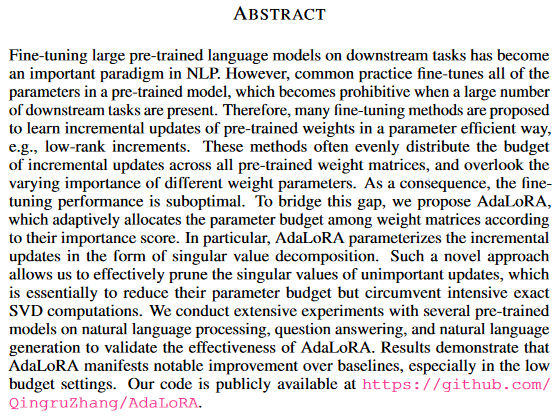 ABSTRACT
Fine-tuning large pre-trained language models on downstream tasks has become
an important paradigm in NLP. However, common practice fine-tunes all of the
parameters in a pre-trained model, which becomes prohibitive when a large number
of downstream tasks are present. Therefore, many fine-tuning methods are proposed
to learn incremental updates of pre-trained weights in a parameter efficient way,
e.g., low-rank increments. These methods often evenly distribute the budget
of incremental updates across all pre-trained weight matrices, and overlook the
varying importance of different weight parameters. As a consequence, the fine-
tuning performance is suboptimal. To bridge this gap, we propose AdaLoRA,
which adaptively allocates the parameter budget among weight matrices according
to their importance score. In particular, AdaLoRA parameterizes the incremental
updates in the form of singular value decomposition. Such a novel approach
allows us to effectively prune the singular values of unimportant updates, which
is essentially to reduce their parameter budget but circumvent intensive exact
SVD computations. We conduct extensive experiments with several pre-trained
models on natural language processing, question answering, and natural language
generation to validate the effectiveness of AdaLoRA. Results demonstrate that
AdaLoRA manifests notable improvement over baselines, especially in the low
budget settings. Our code is publicly available at https://github.com/
QingruZhang/AdaLoRA.